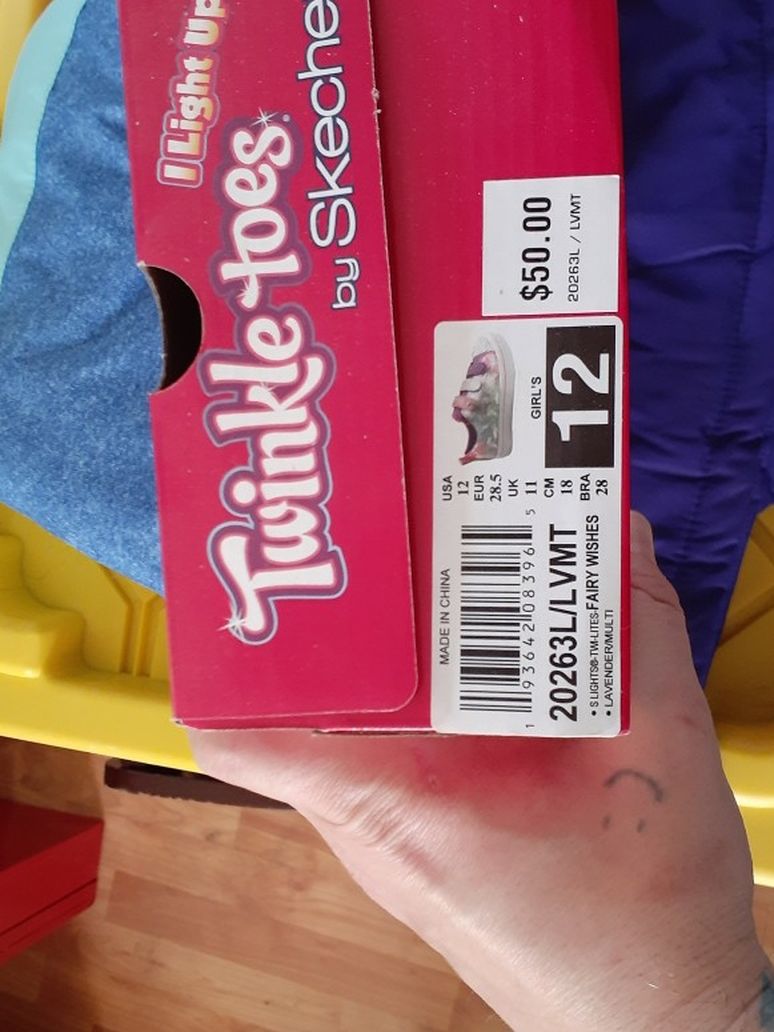 I Light Up
Twinkle toes
by Skeche
$50.00
20263L / LVMT
GIRL'S
12
USA
12
EUR
28.5
UK
11
CM
18
BRA
28
MADE IN CHINA
1 93642 08396 5
20263L/LVMT
• S LIGHTS®-TWI-LITES-FAIRY WISHES
• LAVENDER/MULTI